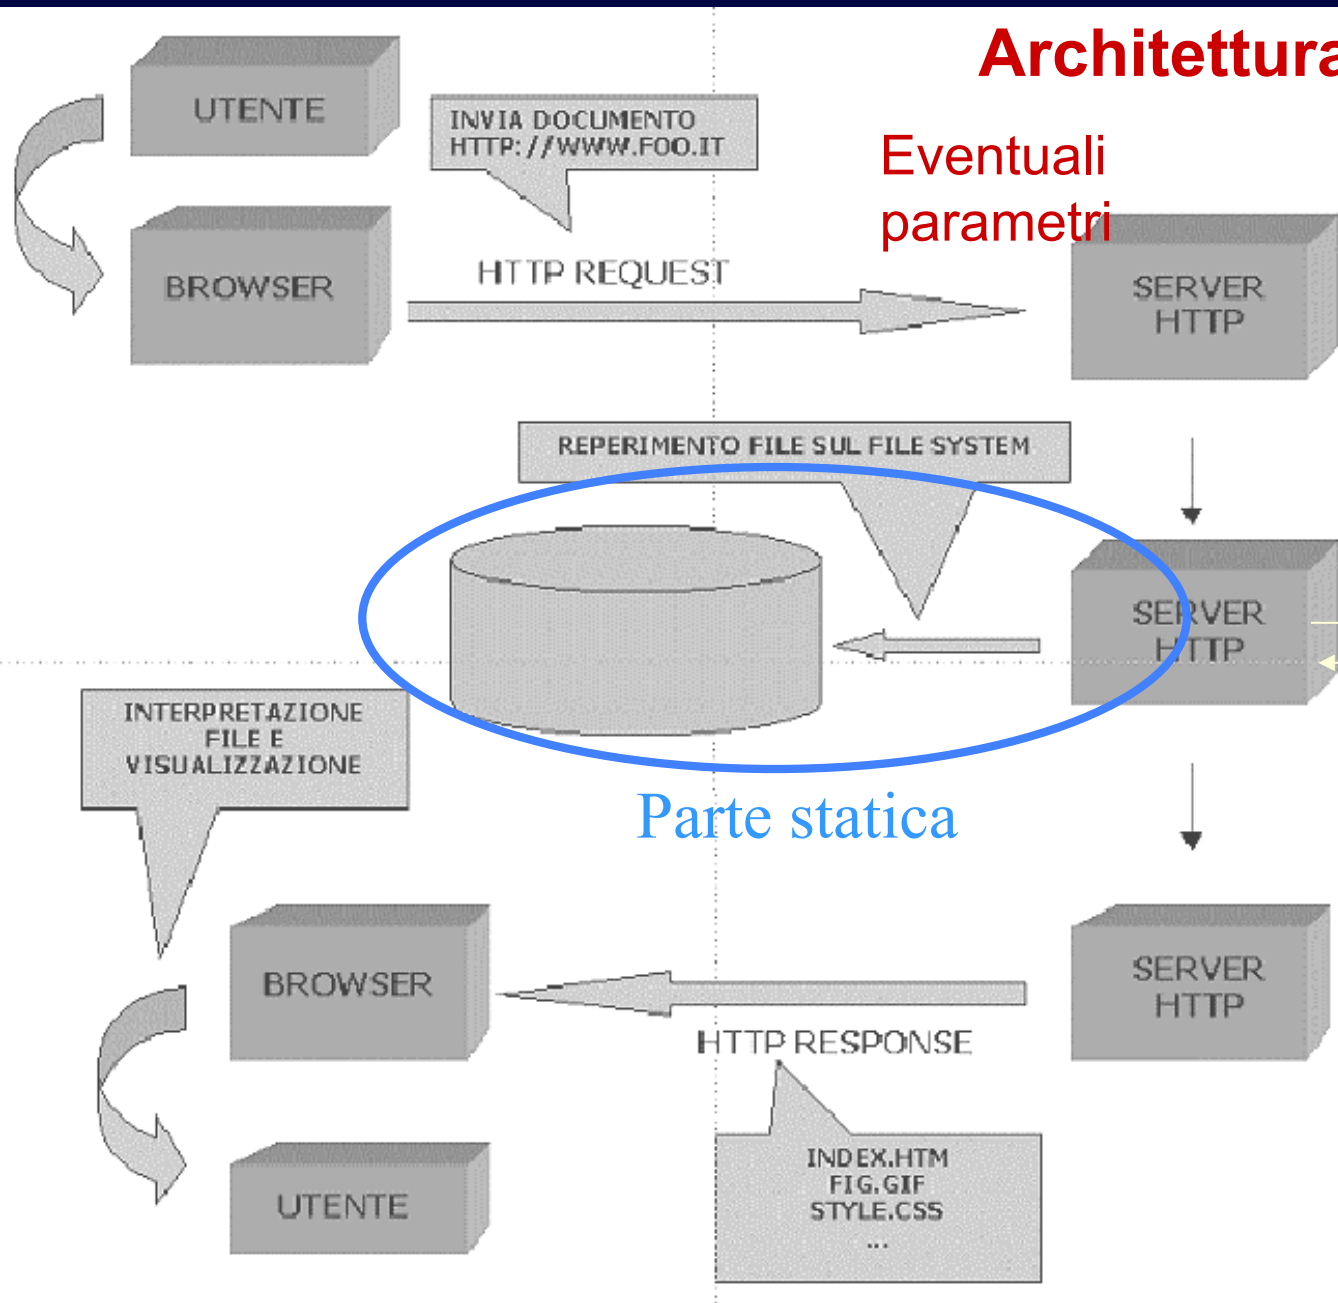 Architettura
UTENTE
INVIA DOCUMENTO
HTTP://WWW.FOO.IT
Eventuali
parametri
BROWSER
HTTP REQUEST
SERVER
HTTP
REPERIMENTO FILE SUL FILE SYSTEM
SERVER
HTTP
INTERPRETAZIONE
FILE E
VISUALIZZAZIONE
Parte statica
BROWSER
SERVER
HTTP
HTTP RESPONSE
UTENTE
INDEX.HTM
FIG.GIF
STYLE.CSS
...